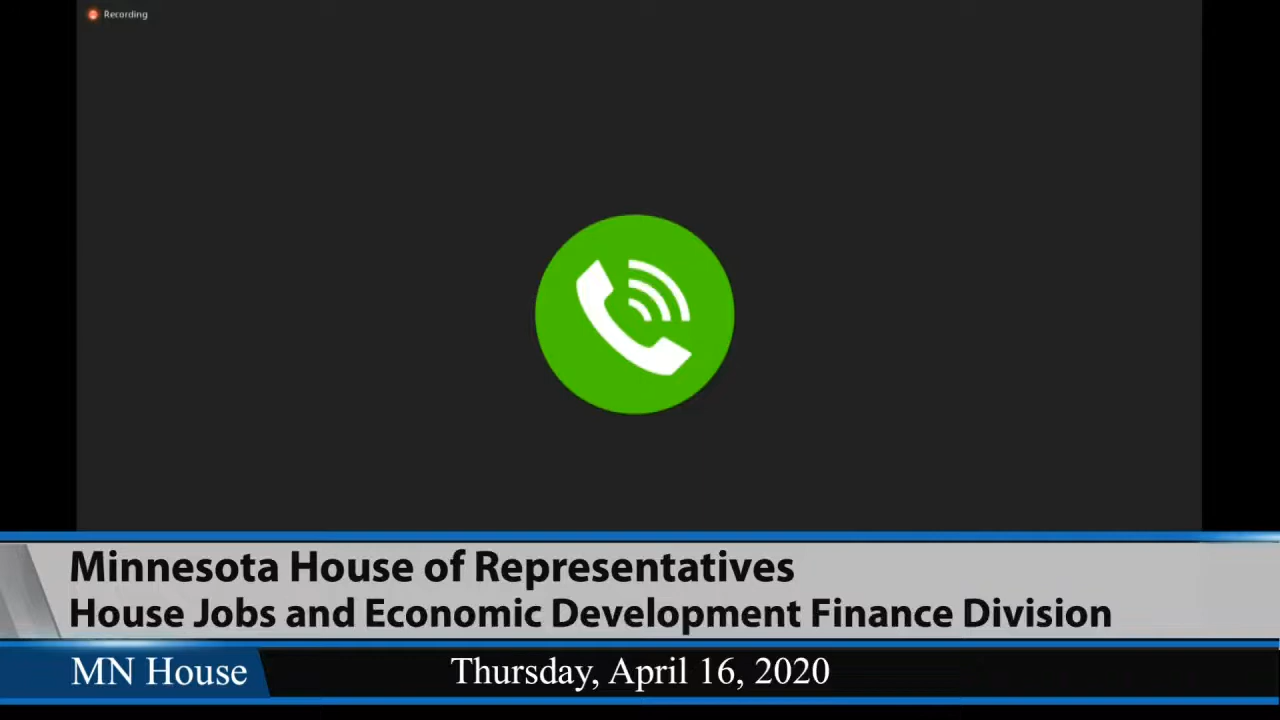 Recording
Minnesota House of Representatives
House Jobs and Economic Development Finance Division
MN House
Thursday, April 16, 2020